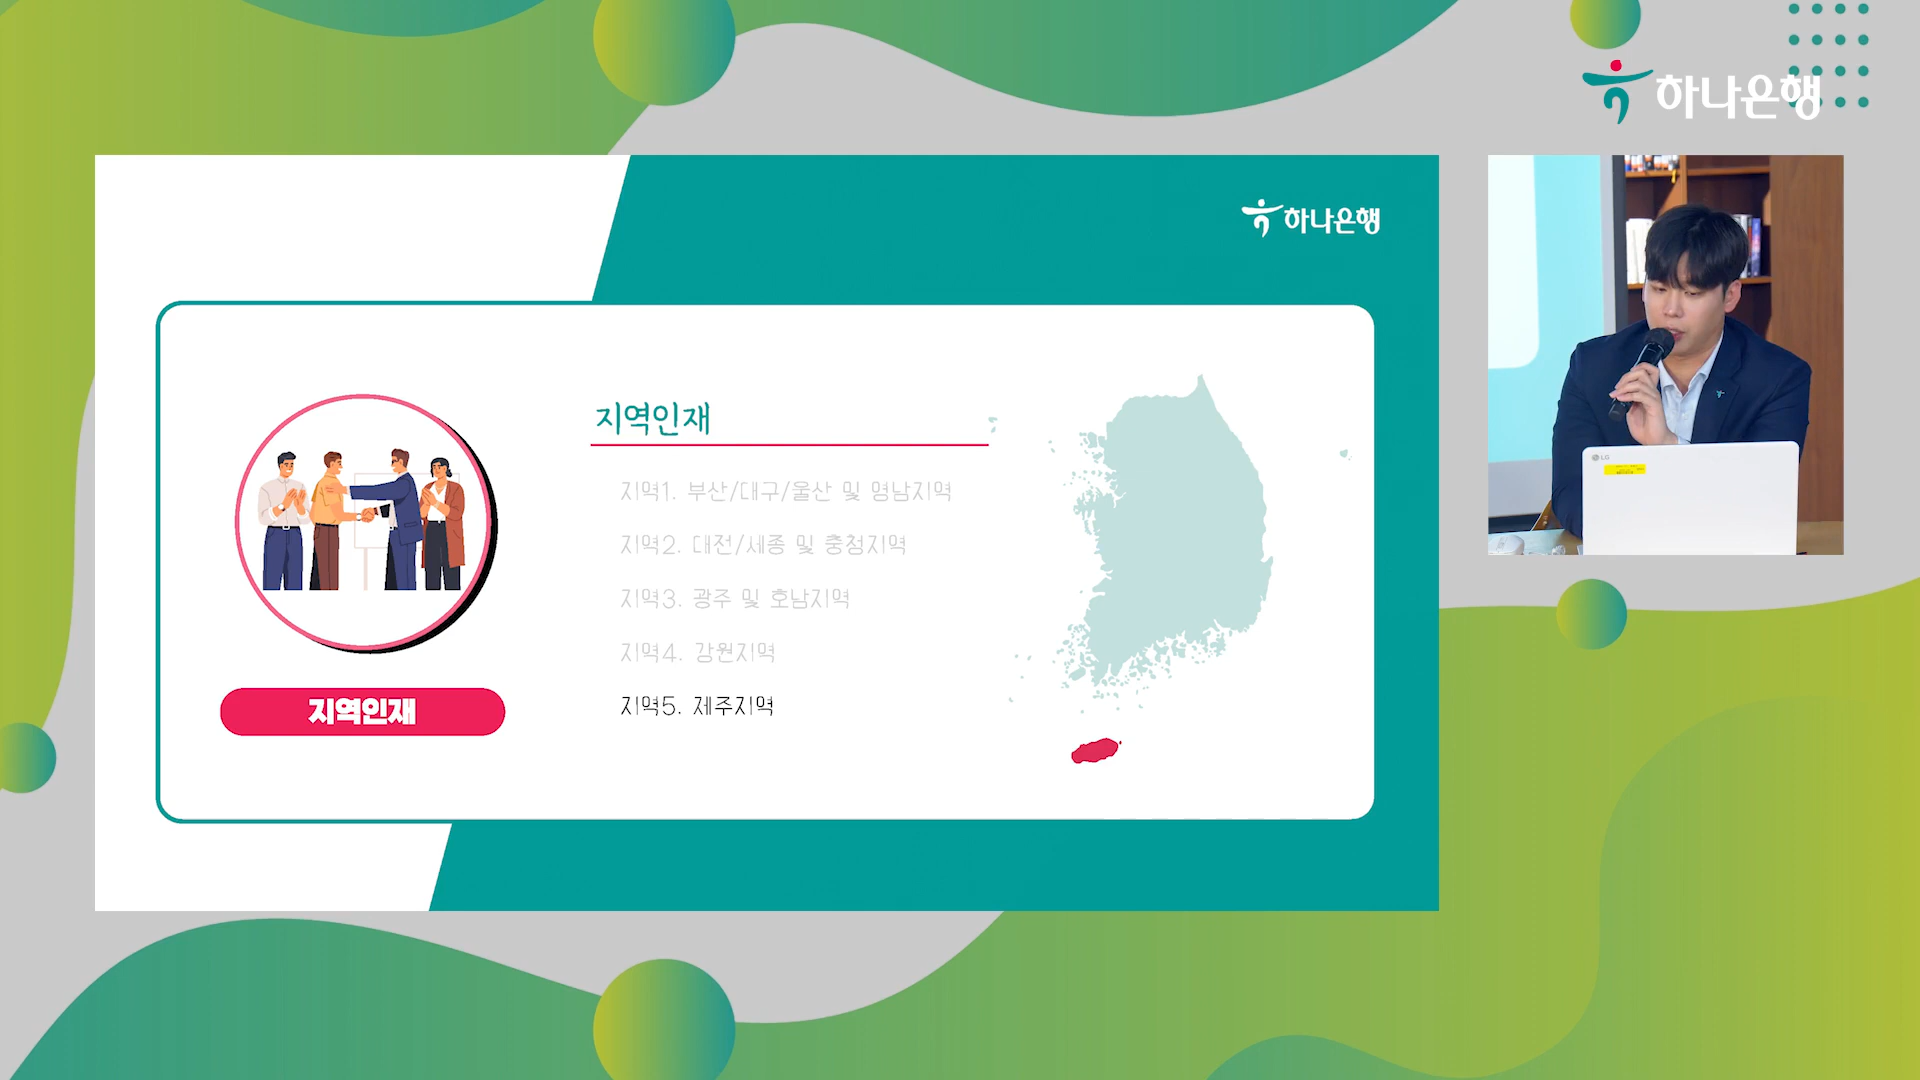 하나은행
하나은행
지역인재
지역1. 부산/대구/울산 및 영남지역
지역2. 대전/세종 및 충청지역
지역3. 광주 및 호남지역
지역4. 강원지역
지역5. 제주지역
지역인재
LG